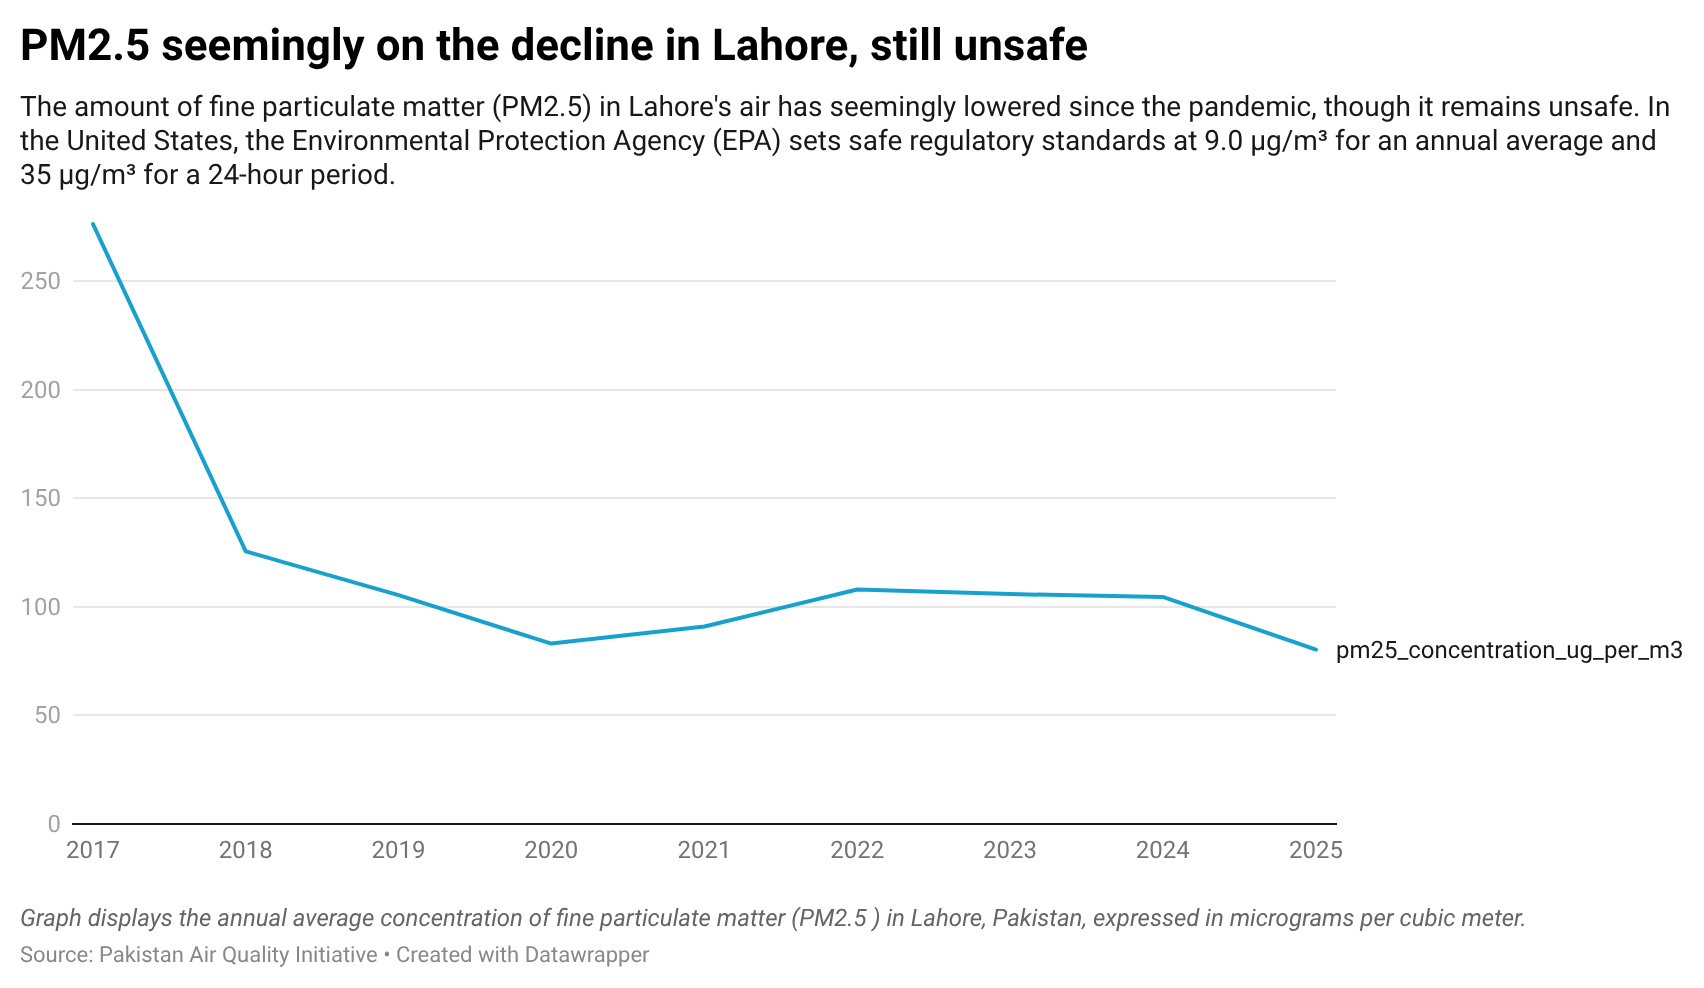 PM2.5 seemingly on the decline in Lahore, still unsafe
The amount of fine particulate matter (PM2.5) in Lahore's air has seemingly lowered since the pandemic, though it remains unsafe. In
the United States, the Environmental Protection Agency (EPA) sets safe regulatory standards at 9.0 µg/m³ for an annual average and
35 µg/m³ for a 24-hour period.
250
200
150
100
pm25_concentration_ug_per_m3
50
0
2017 2018 2019 2020 2021 2022 2023 2024 2025
Graph displays the annual average concentration of fine particulate matter (PM2.5 ) in Lahore, Pakistan, expressed in micrograms per cubic meter.
Source: Pakistan Air Quality Initiative • Created with Datawrapper